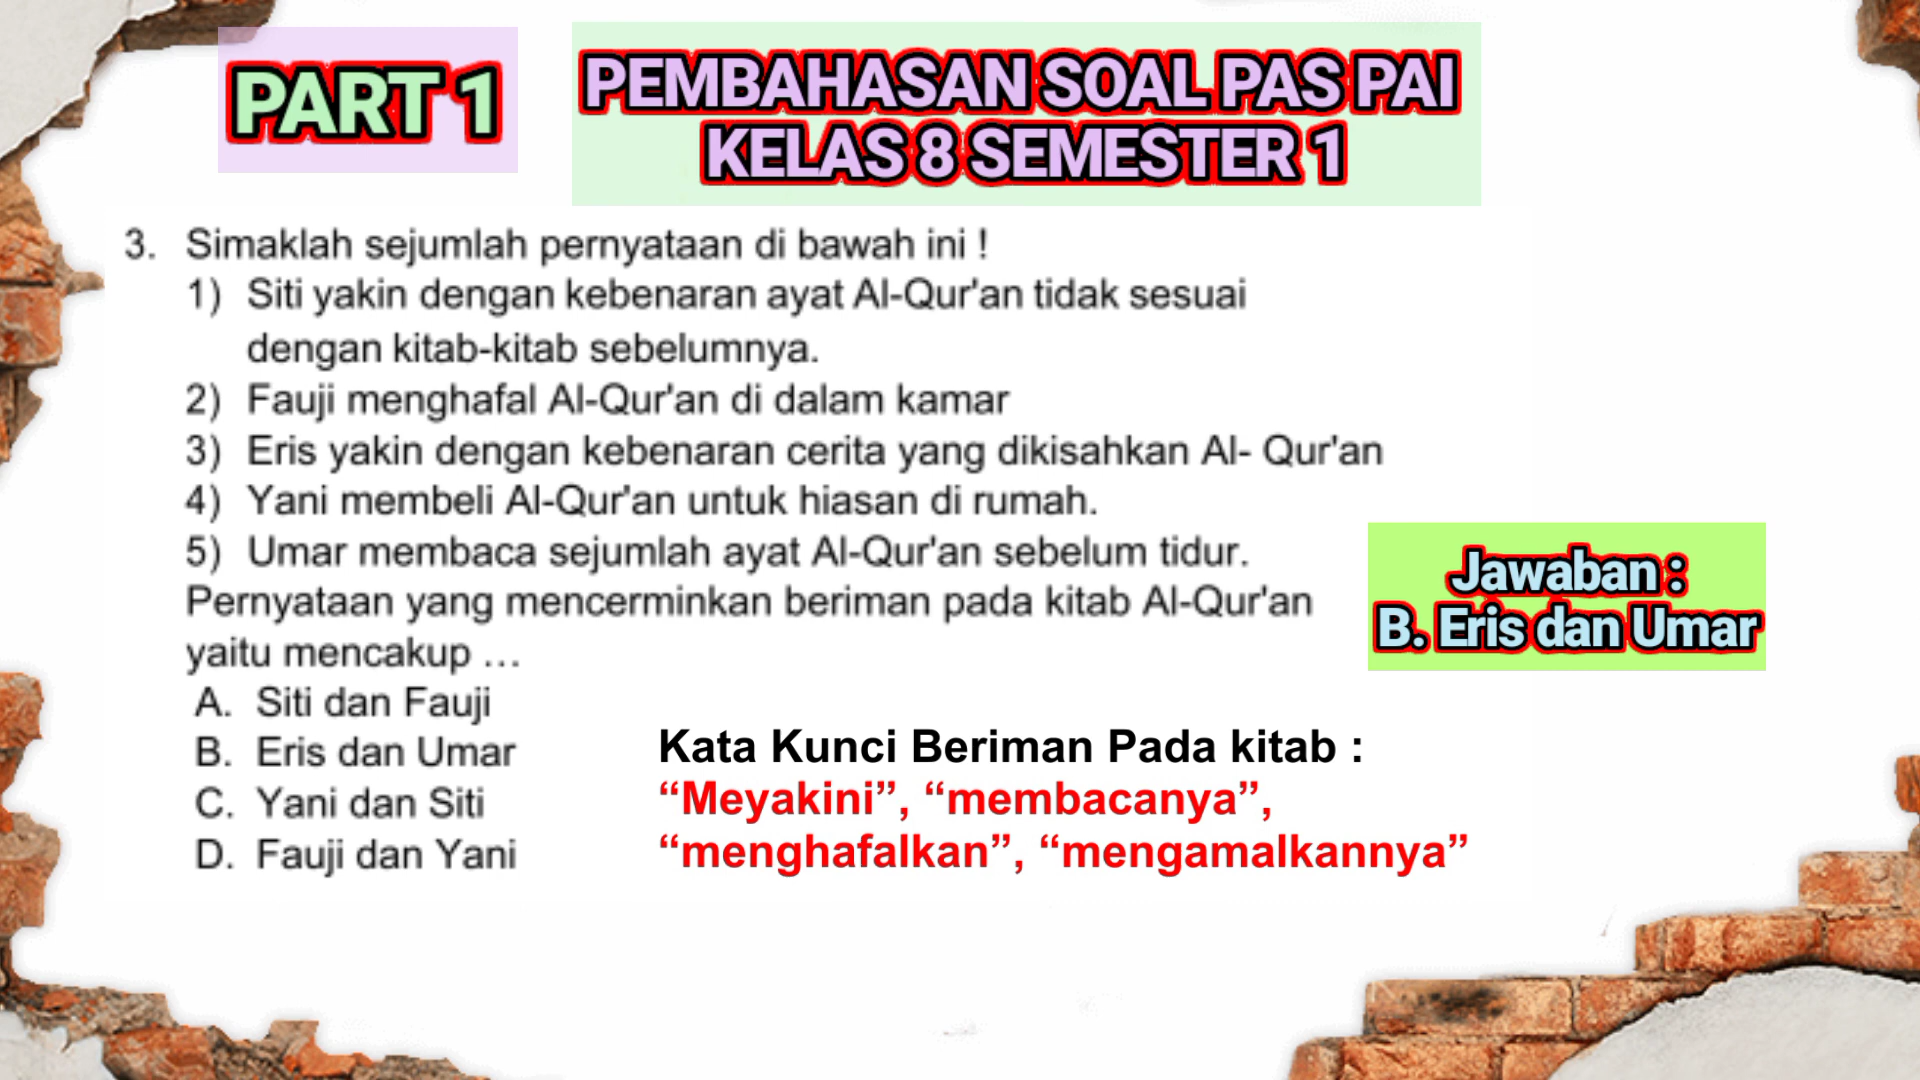 PART 1
PEMBAHASAN SOAL PAS PAI
KELAS 8 SEMESTER 1
3. Simaklah sejumlah pernyataan di bawah ini !
1) Siti yakin dengan kebenaran ayat Al-Qur'an tidak sesuai
dengan kitab-kitab sebelumnya.
2) Fauji menghafal Al-Qur'an di dalam kamar
3) Eris yakin dengan kebenaran cerita yang dikisahkan Al- Qur'an
4) Yani membeli Al-Qur'an untuk hiasan di rumah.
5) Umar membaca sejumlah ayat Al-Qur'an sebelum tidur.
Pernyataan yang mencerminkan beriman pada kitab Al-Qur'an
yaitu mencakup ...
A. Siti dan Fauji
B. Eris dan Umar
C. Yani dan Siti
D. Fauji dan Yani
Jawaban :
B. Eris dan Umar
Kata Kunci Beriman Pada kitab :
“Meyakini”, “membacanya”,
“menghafalkan”, “mengamalkannya”